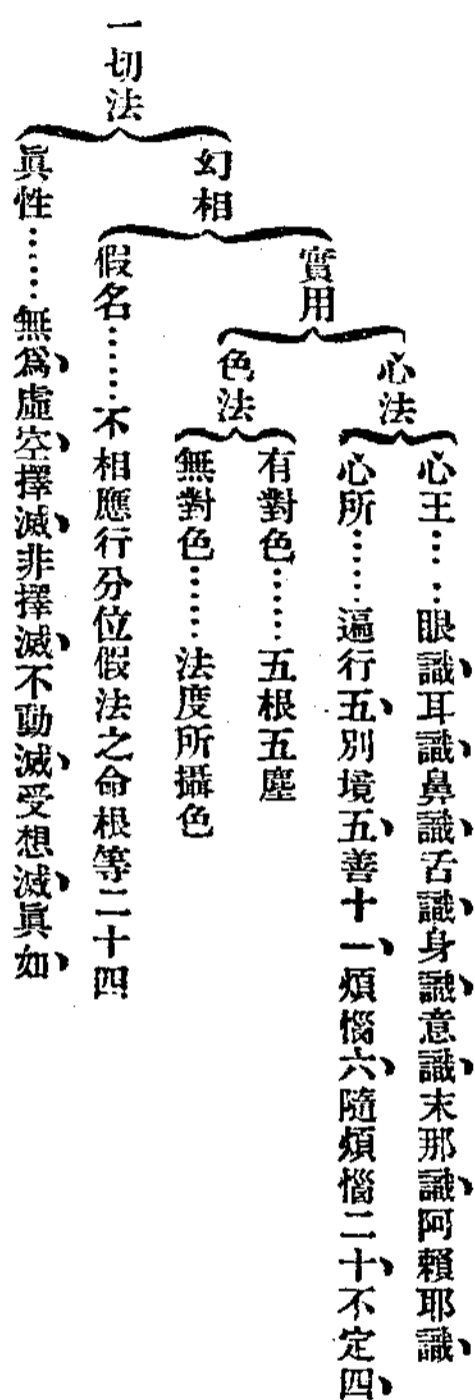 一切法
幻相
實用
心法
心王……眼識、耳識、鼻識、舌識、身識、意識、末那識、阿賴耶識、
心所……遍行五、別境五、善十一、煩惱六、隨煩惱二十、不定四、
色法
有對色……五根五塵
無對色……法度所攝色
假名……不相應行分位假法之命根等二十四
眞性……無爲、虛空、擇滅、非擇滅、不動滅、受想滅、眞如、